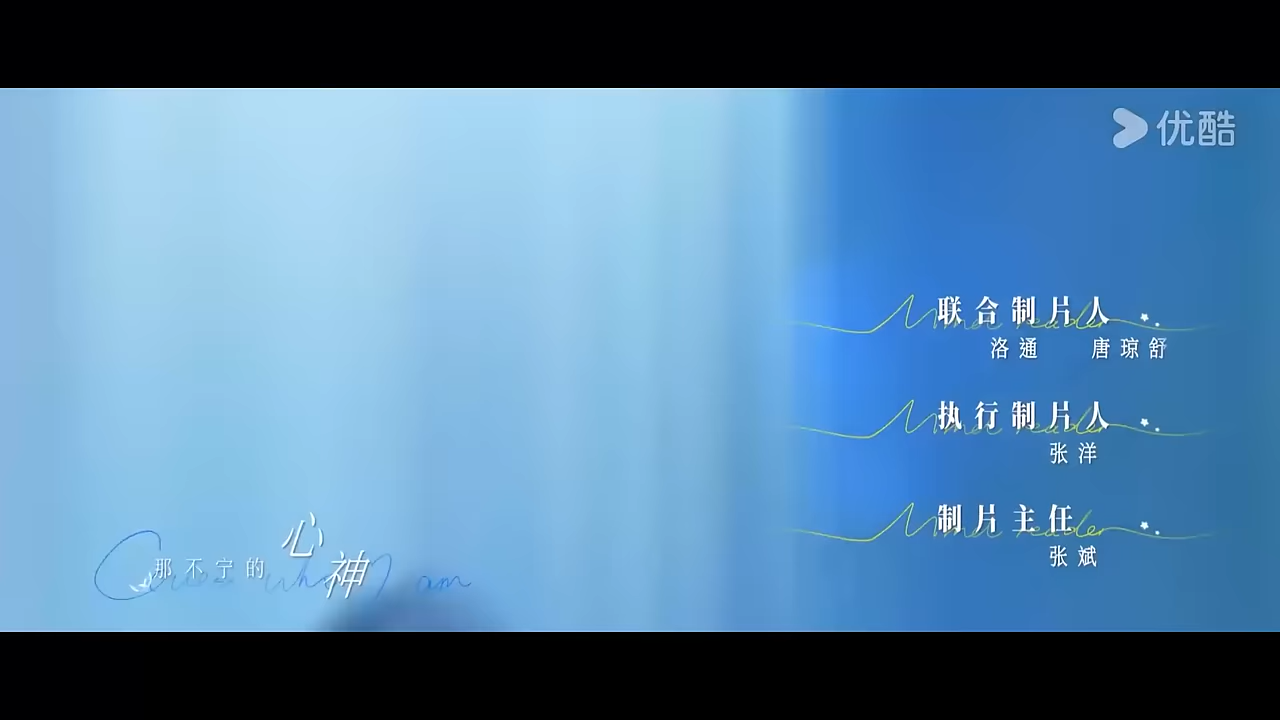 优酷
联合制片人
洛通 唐琼舒
执行制片人
张洋
制片主任
张斌
那不宁的心神
am